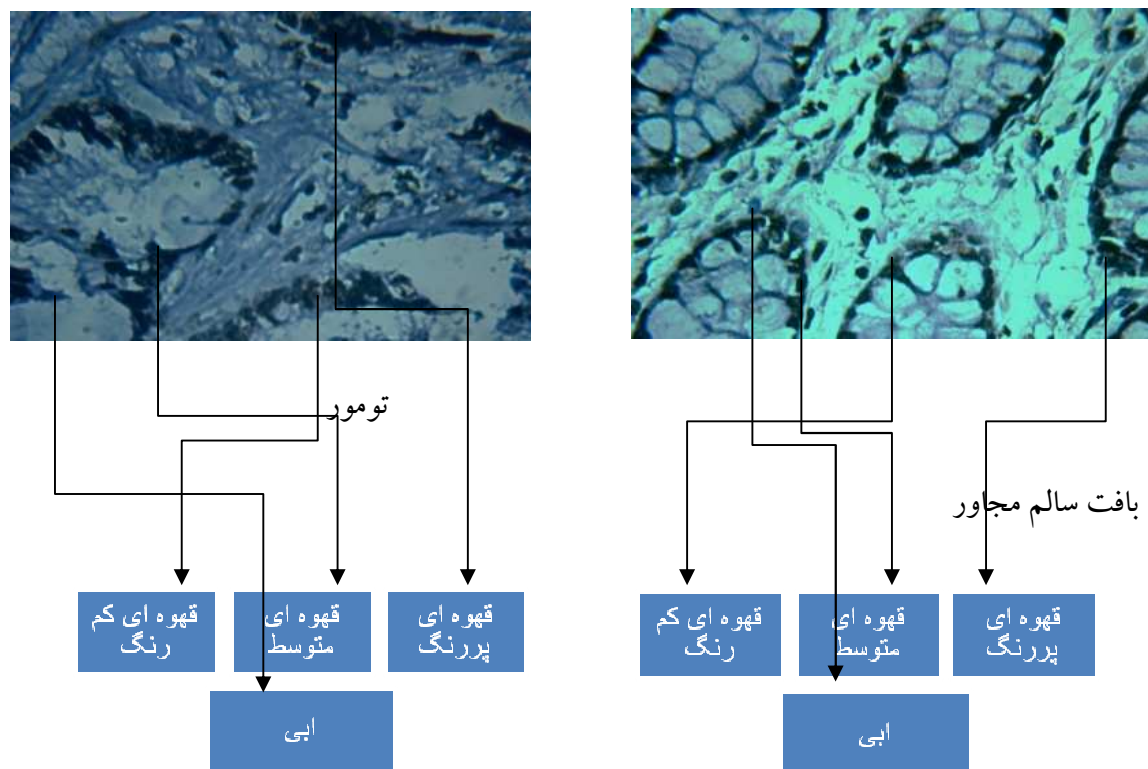 تومور
بافت سالم مجاور
قهوه ای پررنگ
قهوه ای متوسط
قهوه ای کم رنگ
ابی
قهوه ای پررنگ
قهوه ای متوسط
قهوه ای کم رنگ
ابی